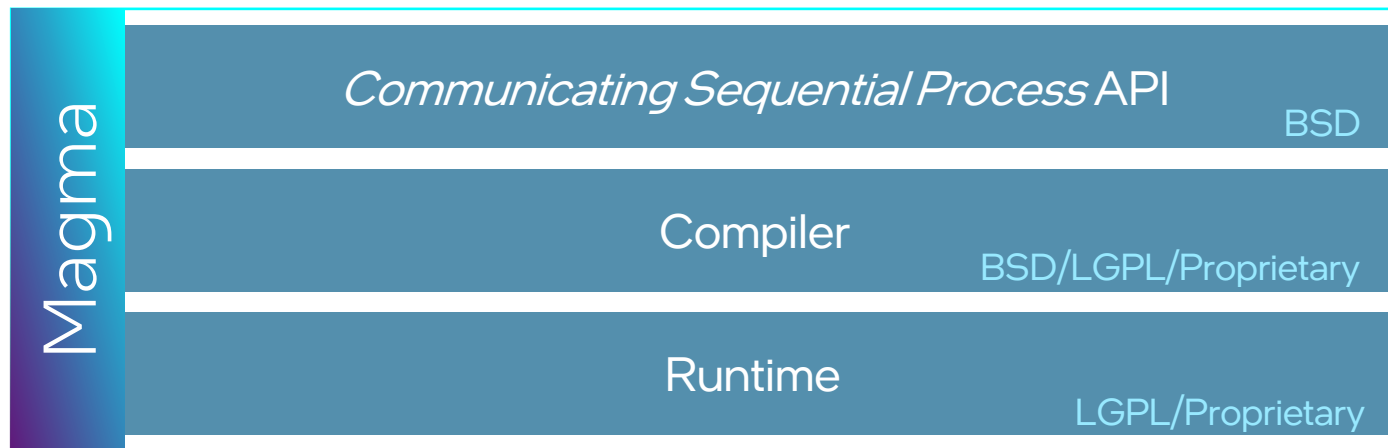 Magma
Communicating Sequential Process API
BSD
Compiler
BSD/LGPL/Proprietary
Runtime
LGPL/Proprietary